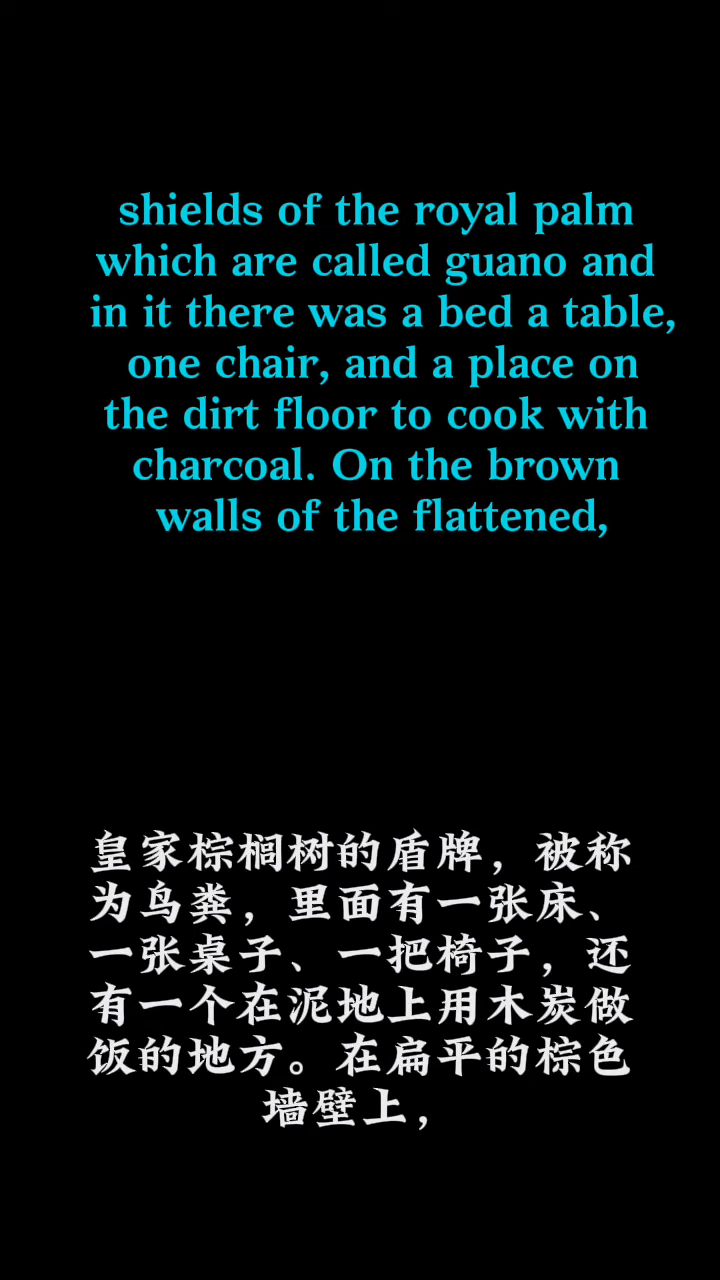 shields of the royal palm
which are called guano and
in it there was a bed a table,
one chair, and a place on
the dirt floor to cook with
charcoal. On the brown
walls of the flattened,
皇家棕榈树的盾牌，被称
为鸟粪，里面有一张床、
一张桌子、一把椅子，还
有一个在泥地上用木炭做
饭的地方。在扁平的棕色
墙壁上，